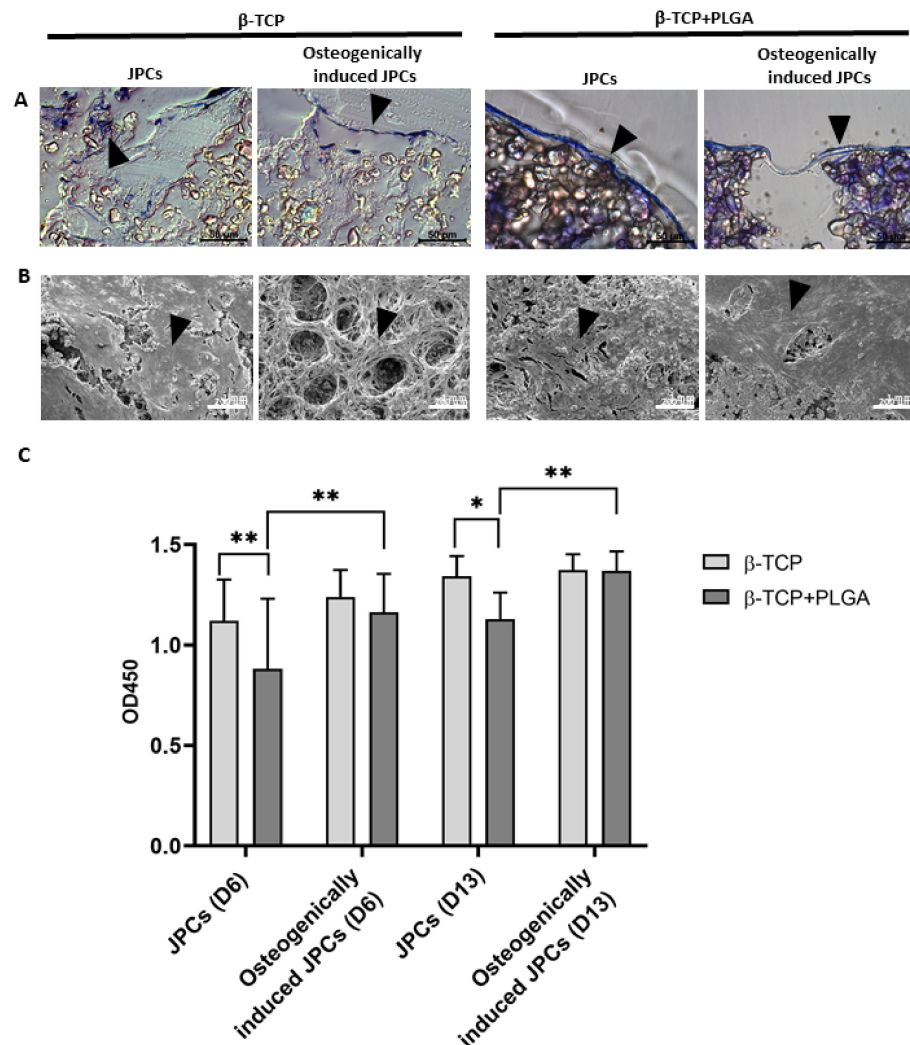 β-TCP
β-TCP+PLGA
JPCs
Osteogenically
induced JPCs
JPCs
Osteogenically
induced JPCs
A
50 µm
50 µm
50 µm
50 µm
B
C
**
**
*
**
1.5
1.0
0.5
0.0
OD450
β-TCP
β-TCP+PLGA
JPCs (D6)
Osteogenically
induced JPCs (D6)
JPCs (D13)
Osteogenically
induced JPCs (D13)